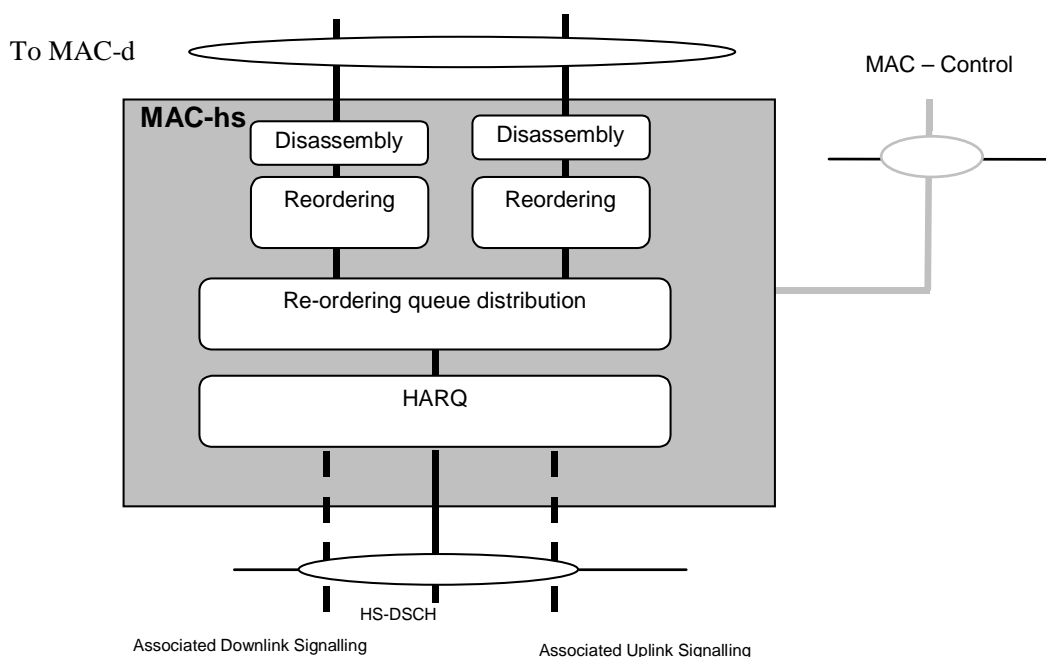 To MAC-d
MAC – Control
MAC-hs
Disassembly
Disassembly
Reordering
Reordering
Re-ordering queue distribution
HARQ
HS-DSCH
Associated Downlink Signalling
Associated Uplink Signalling